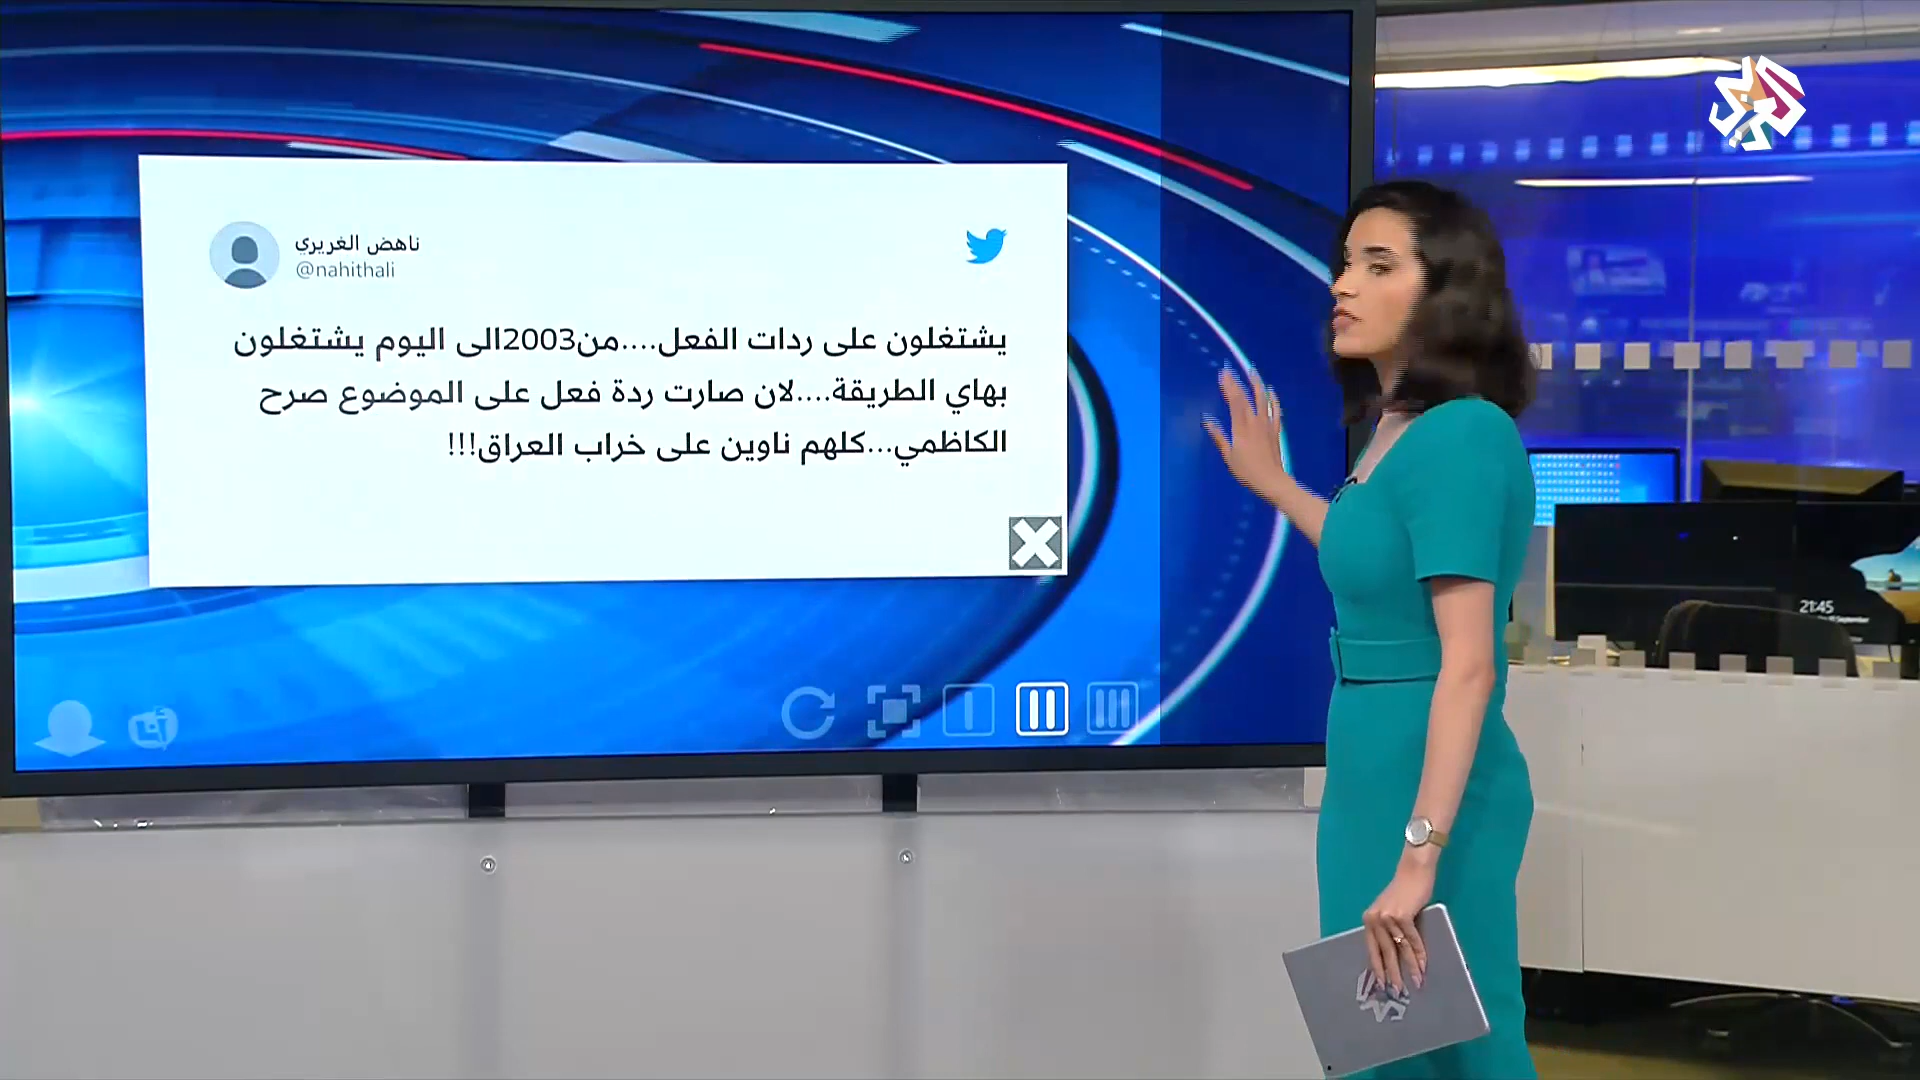 ناهض الغريري
@nahithali
يشتغلون على ردات الفعل....من2003الى اليوم يشتغلون
بهاي الطريقة....لان صارت ردة فعل على الموضوع صرح
الكاظمي...كلهم ناوين على خراب العراق!!!
21:45
September